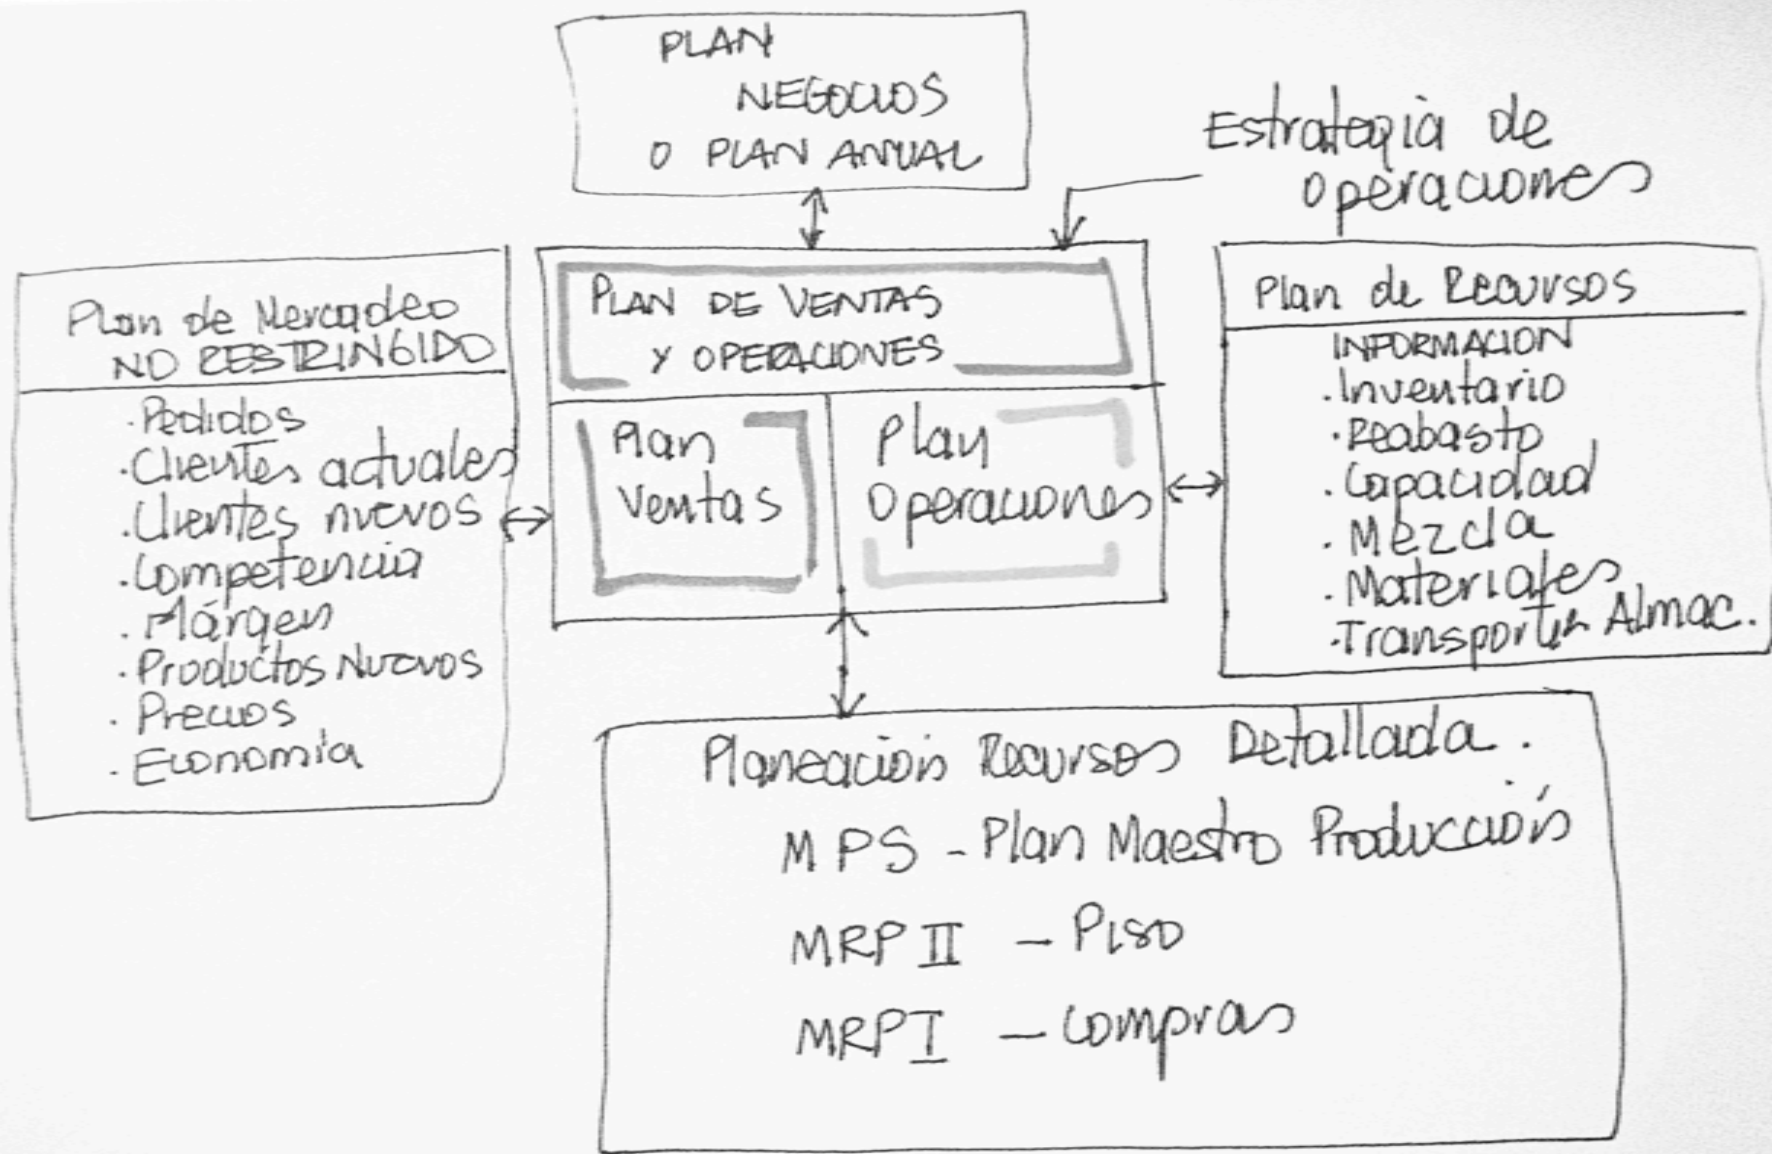 PLAN
NEGOCIOS
O PLAN ANUAL
Estrategia de
Operaciones
Plan de Mercadeo
NO RESTRINGIDO
.Pedidos
.Clientes actuales
.Clientes nuevos
.Competencia
.Márgen
.Productos Nuevos
.Precios
.Economía
PLAN DE VENTAS
Y OPERACIONES
Plan
Ventas
Plan
Operaciones
Plan de Recursos
INFORMACION
.Inventario
.Reabasto
.Capacidad
.Mezcla
.Materiales
.Almac.
Planeación Recursos Detallada.
MPS - Plan Maestro Producción
MRP II - Piso
MRP I - Compras